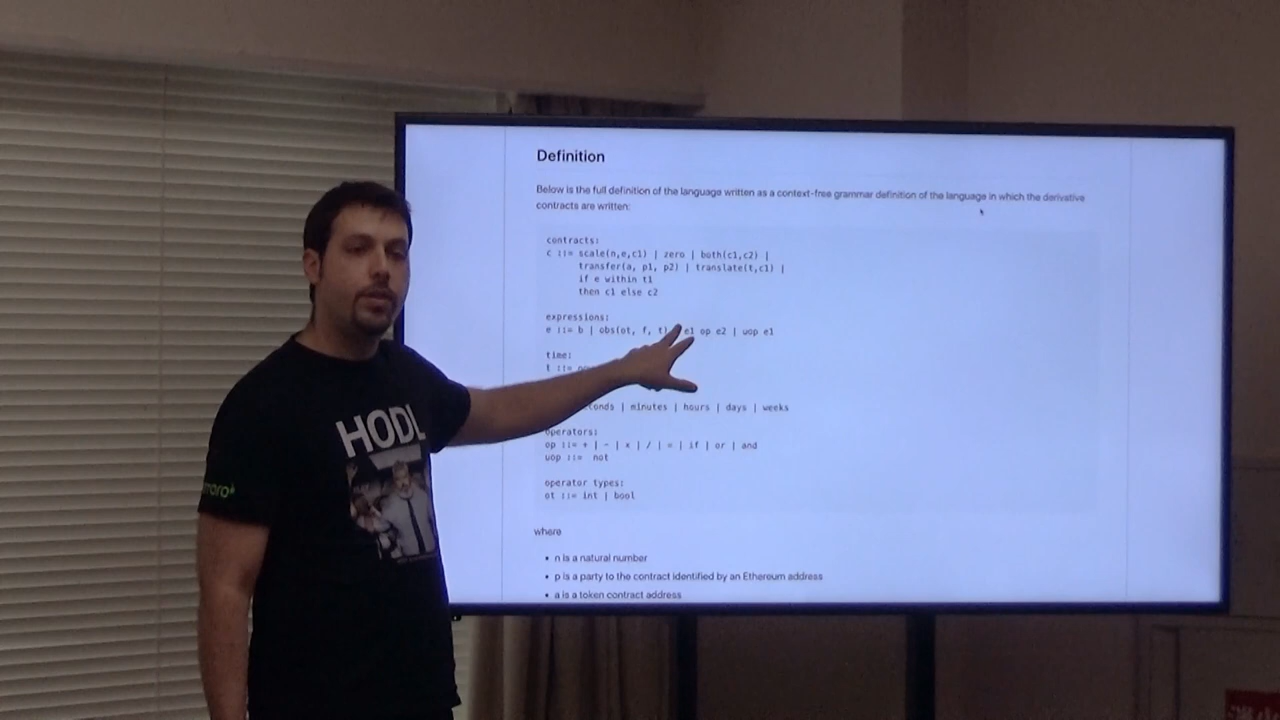 Definition
Below is the full definition of the language written as a context-free grammar definition of the language in which the derivative
contracts are written:
contracts:
c ::= scale(n,e,c1) | zero | both(c1,c2) |
transfer(a, p1, p2) | translate(t,c1) |
if e within t1
then c1 else c2
expressions:
e ::= b | obs(ot, f, t) e1 op e2 | uop e1
time:
t ::=
| minutes | hours | days | weeks
operators:
op ::= + | - | x | / | = | if | or | and
uop ::= not
operator types:
ot ::= int | bool
where
• n is a natural number
• p is a party to the contract identified by an Ethereum address
• a is a token contract address
HODL